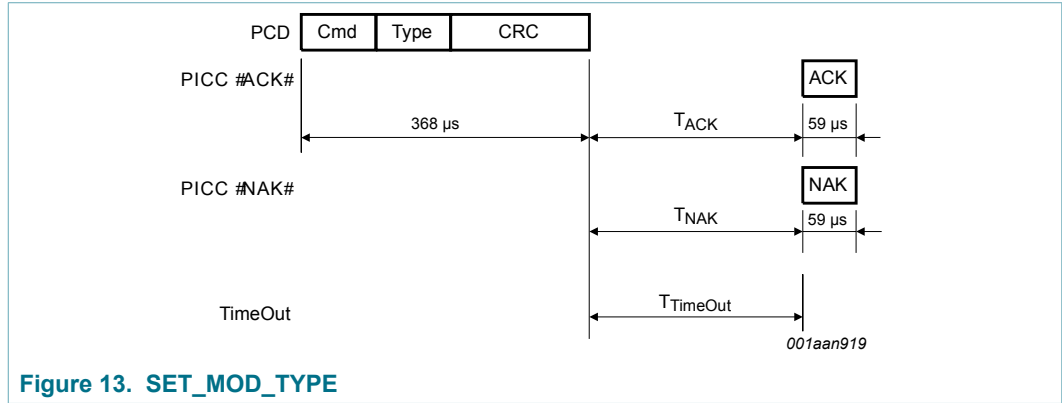 PCD Cmd Type CRC
PICC #ACK# ACK
368 µs TACK 59 µs
PICC #NAK# NAK
TNAK 59 µs
TimeOut TTimeOut
001aan919
Figure 13. SET_MOD_TYPE